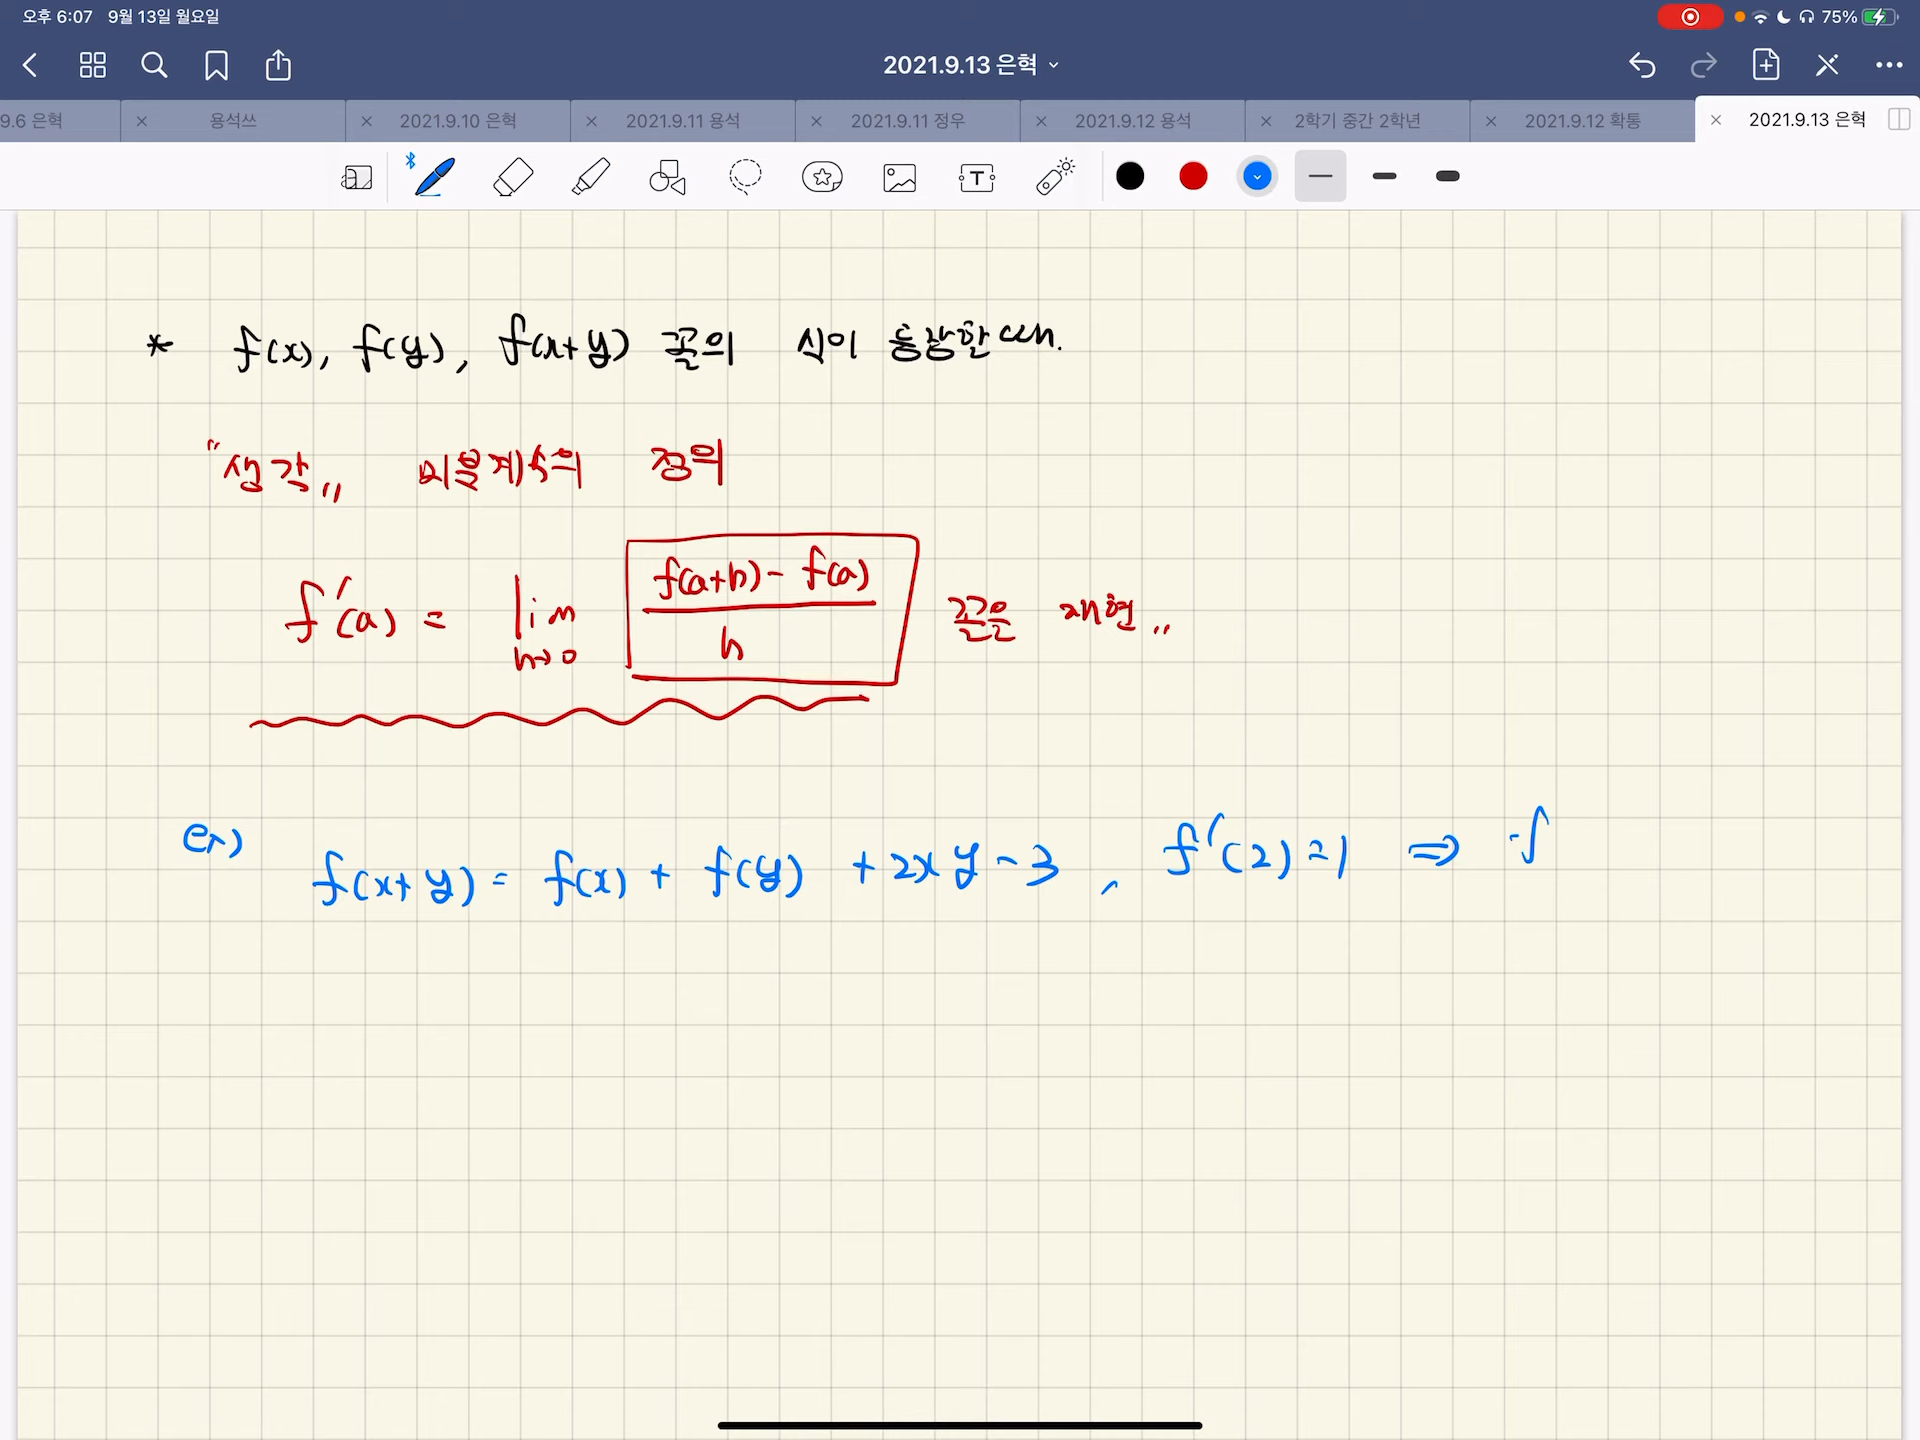 오후 6:07 9월 13일 월요일
75%
2021.9.13 은혁
9.6 은혁
용석쓰
2021.9.10 은혁
2021.9.11 용석
2021.9.11 정우
2021.9.12 용석
2학기 중간 2학년
2021.9.12 확통
2021.9.13 은혁
* f(x), f(y), f(x+y) 꼴의 식이 등장할 때.
"생각" 미분계수의 정의
f'(a) = lim h→0 f(a+h) - f(a) / h 꼴을 재현"
ex)
f(x+y) = f(x) + f(y) + 2xy - 3, f'(2) = 1 ⇒ f